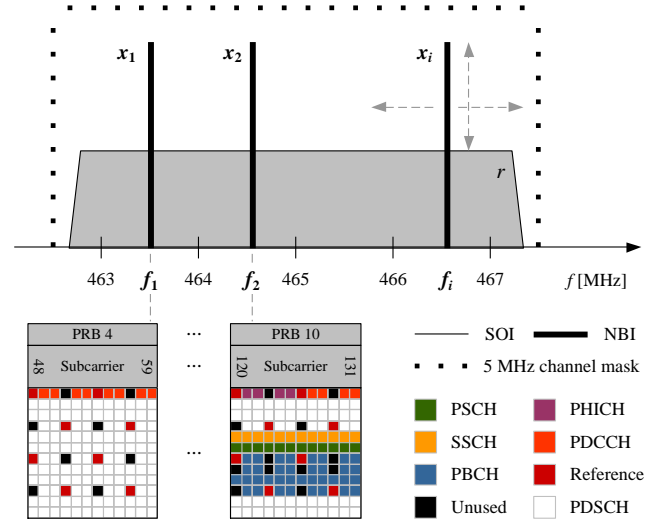 x1 x2 xi
r
463 f1 464 f2 465 466 fi 467 f [MHz]
PRB 4 ... PRB 10
48 Subcarrier 59 ... 120 Subcarrier 131
...
SOI NBI
5 MHz channel mask
PSCH PHICH
SSCH PDCCH
PBCH Reference
Unused PDSCH